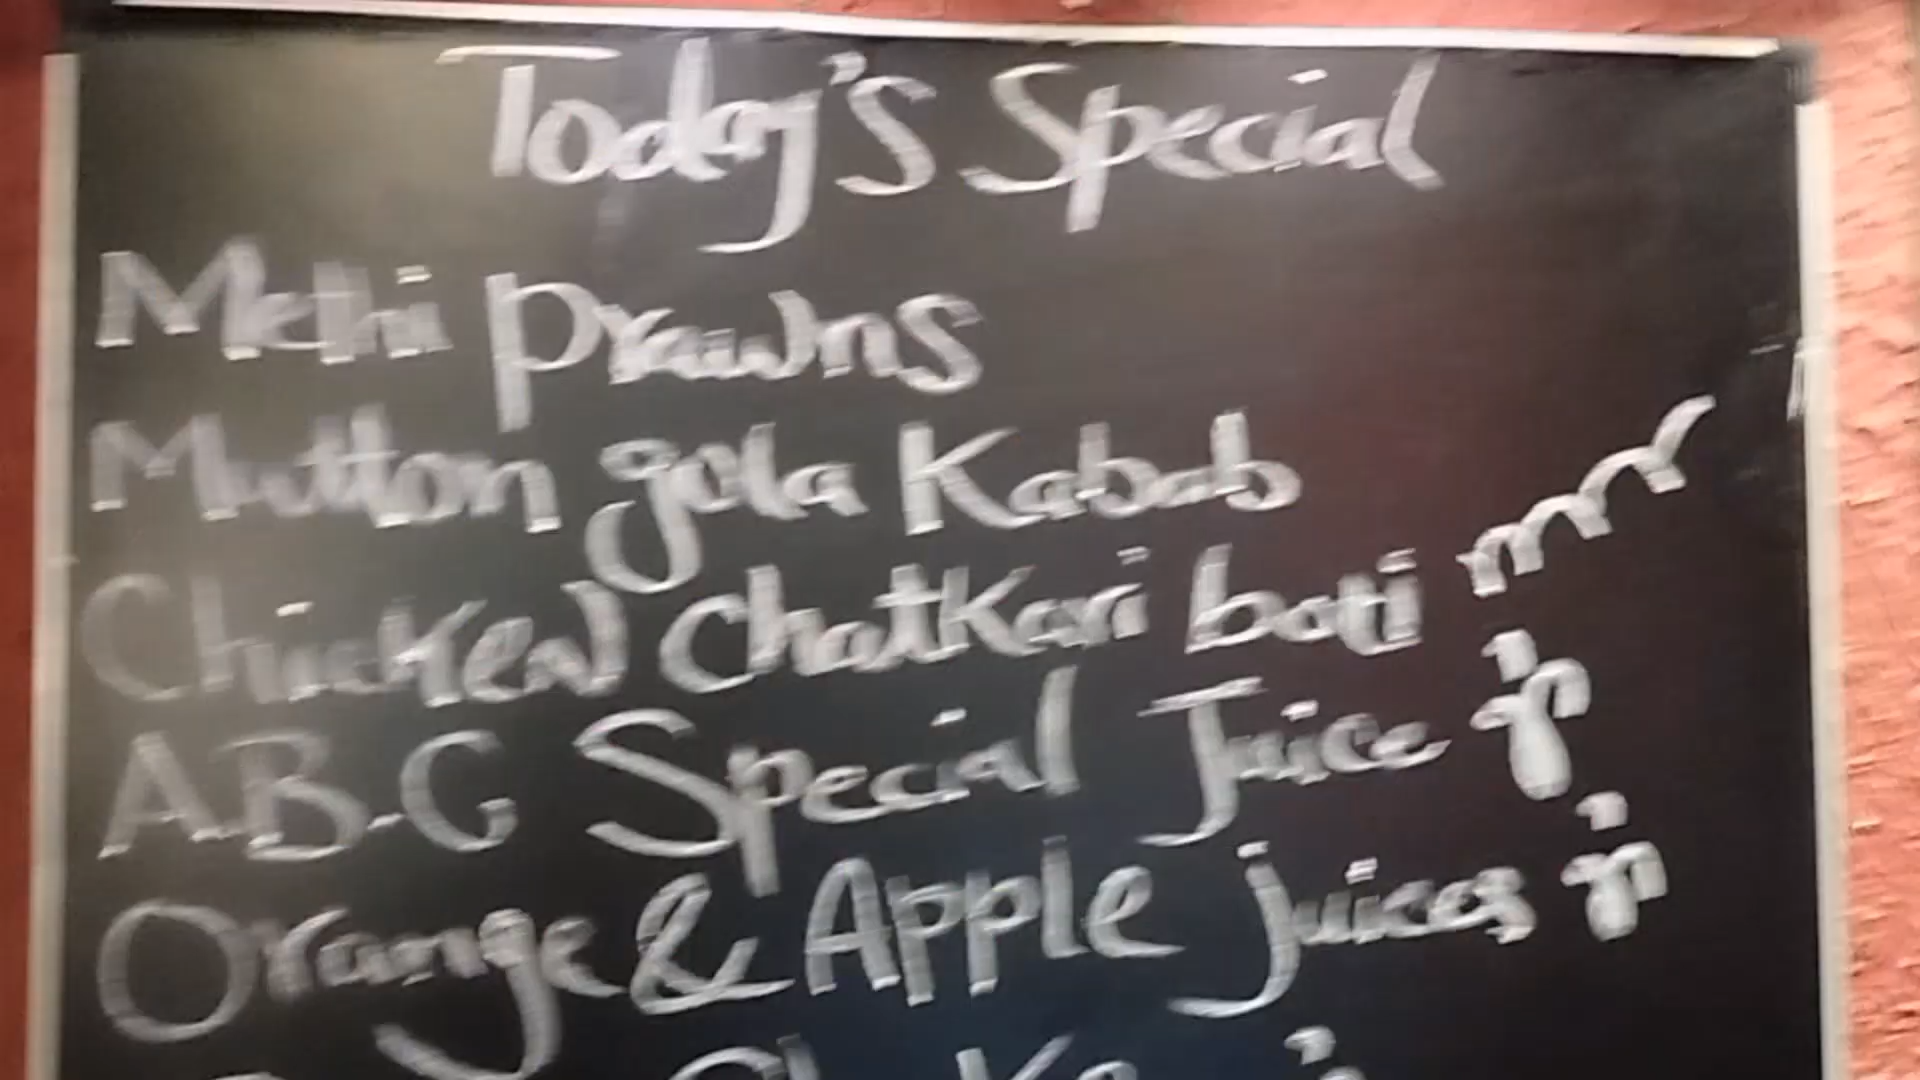 Today's Special
Methi Prawns
Mutton gola Kabab
Chicken Chatkari boti
A.B.C Special Juice
Orange & Apple Juices